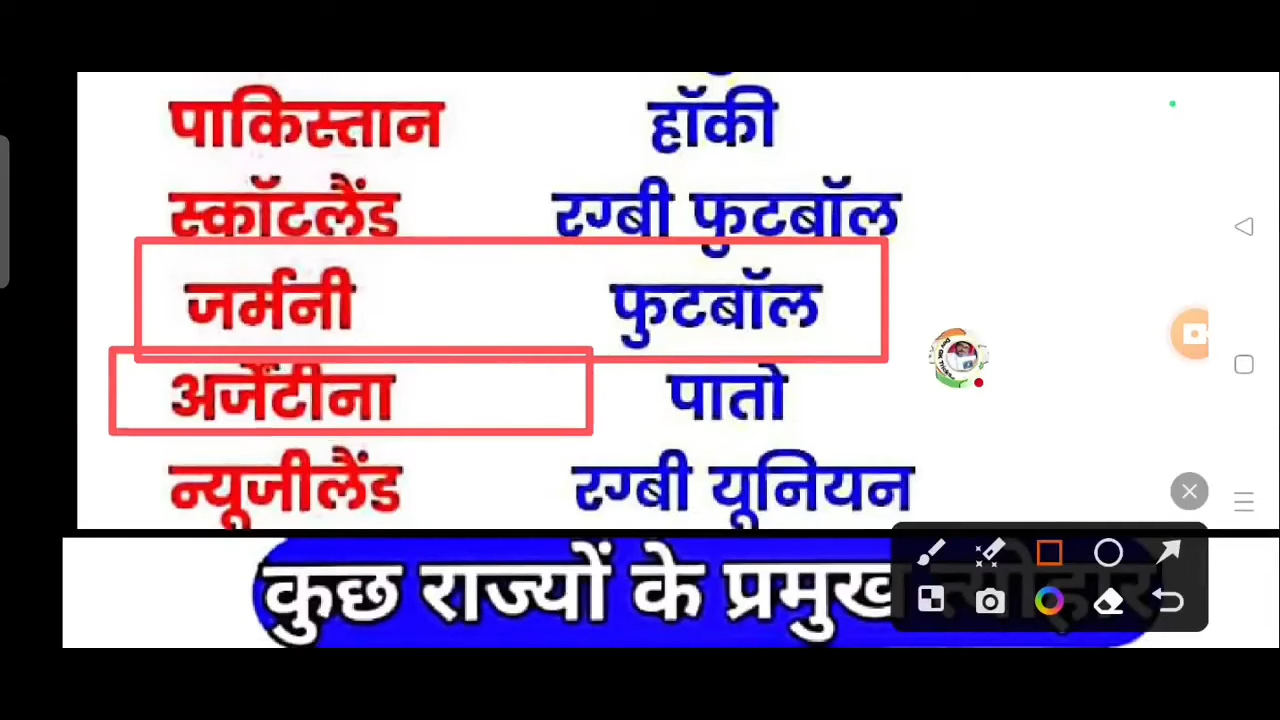 पाकिस्तान हॉकी
स्कॉटलैंड रग्बी फुटबॉल
जर्मनी फुटबॉल
अर्जेंटीना पातो
न्यूजीलैंड रग्बी यूनियन
कुछ राज्यों के प्रमुख त्योहार